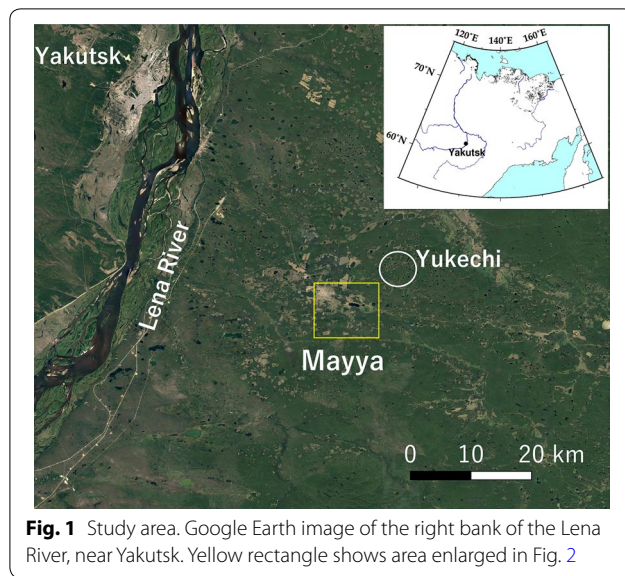 Yakutsk
120°E 140°E 160°E
70°N
60°N
Yakutsk
Lena River
Yukechi
Mayya
0 10 20 km
Fig. 1 Study area. Google Earth image of the right bank of the Lena
River, near Yakutsk. Yellow rectangle shows area enlarged in Fig. 2